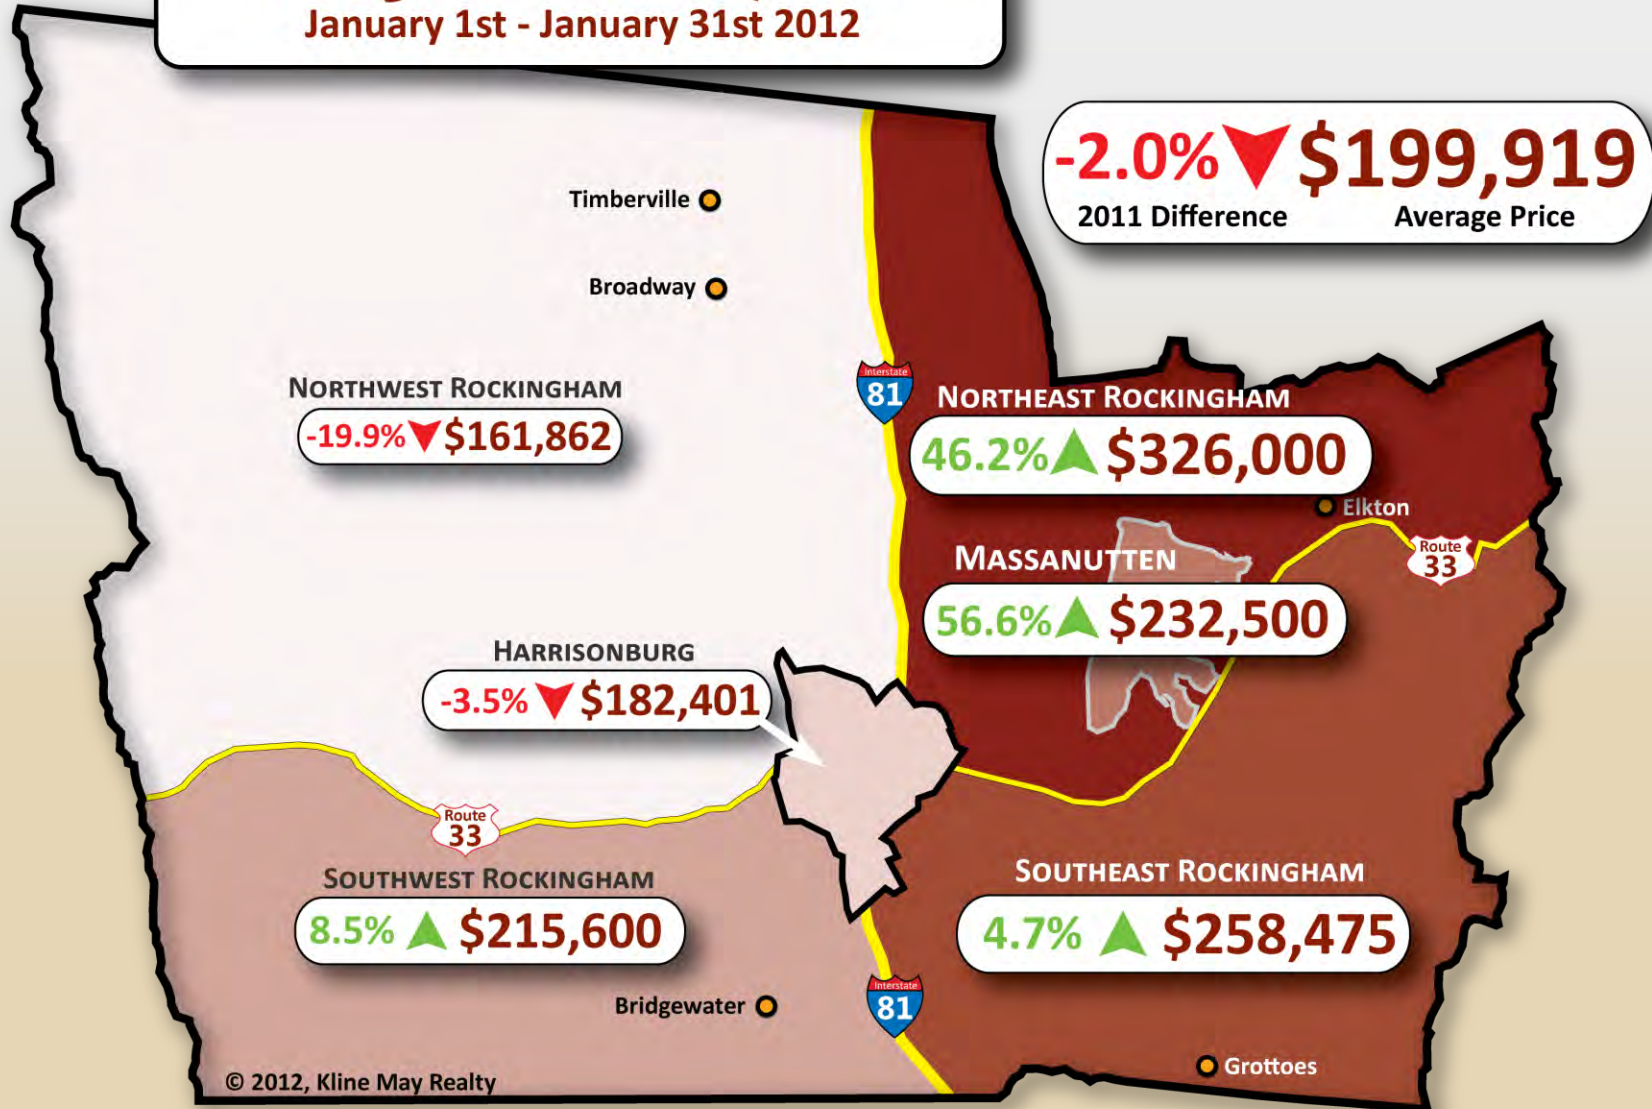 January 1st - January 31st 2012
-2.0% $199,919
2011 Difference Average Price
Timberville
Broadway
NORTHWEST ROCKINGHAM
-19.9% $161,862
Interstate
81
NORTHEAST ROCKINGHAM
46.2% $326,000
Elkton
Route
33
MASSANUTTEN
56.6% $232,500
HARRISONBURG
-3.5% $182,401
Route
33
SOUTHWEST ROCKINGHAM
8.5% $215,600
SOUTHEAST ROCKINGHAM
4.7% $258,475
Bridgewater
Interstate
81
Grottoes
© 2012, Kline May Realty